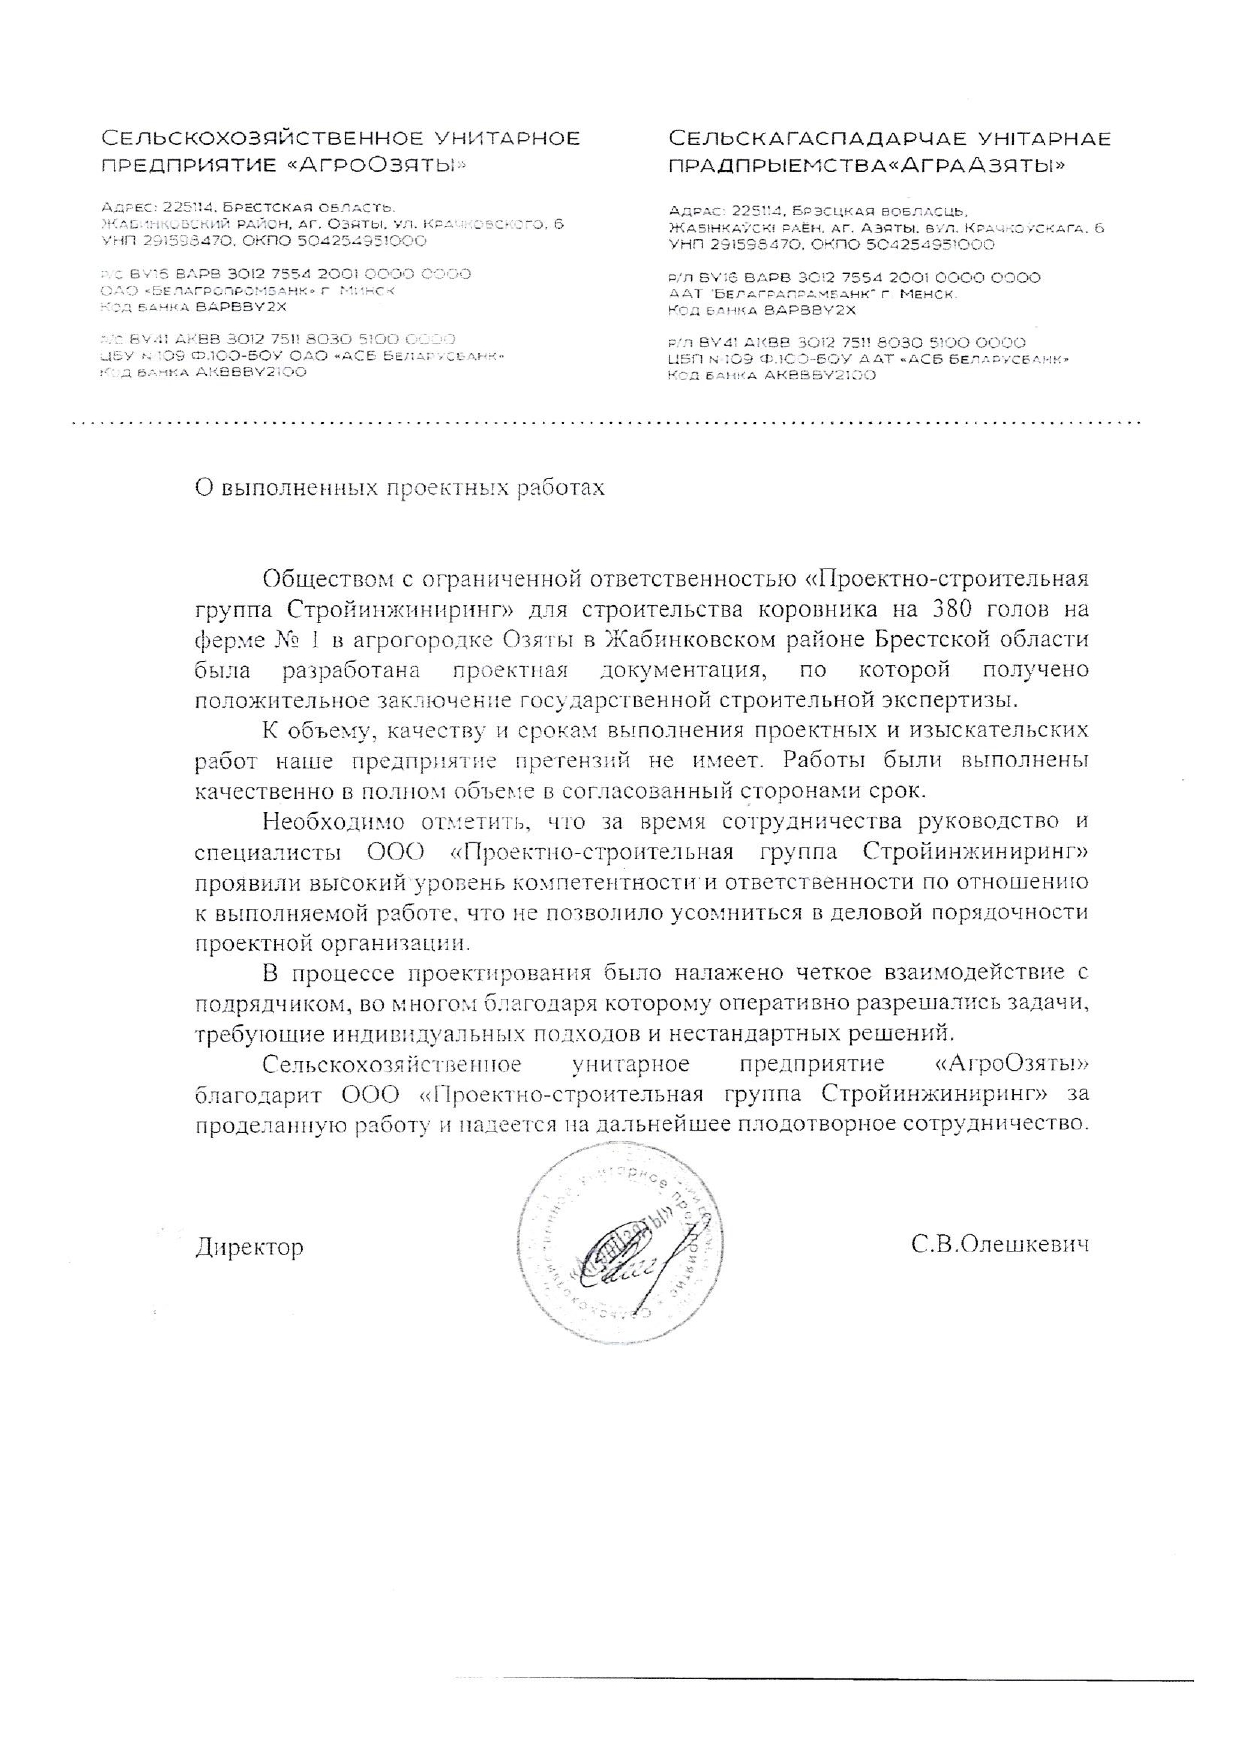 СЕЛЬСКОХОЗЯЙСТВЕННОЕ УНИТАРНОЕ
ПРЕДПРИЯТИЕ «АГРООЗЯТЫ»
АДРЕС: 225114, БРЕСТСКАЯ ОБЛАСТЬ,
ЖАБИНКОВСКИЙ РАЙОН, АГ. ОЗЯТЫ, УЛ. КРАЧКОВСКОГО, 6
УНП 291598470, ОКПО 504254951000
Р/С BY16 BAPB 3012 7554 2001 0000 0000
ОАО «БЕЛАГРОПРОМБАНК» Г. МИНСК
КОД БАНКА BAPBBY2X
Р/С BY41 AKBB 3012 7511 8030 5100 0000
ЦБУ №109 Ф.100-БОУ ОАО «АСБ БЕЛАРУСБАНК»
КОД БАНКА AKBBBY2100
СЕЛЬСКАГАСПАДАРЧАЕ УНІТАРНАЕ
ПРАДПРЫЕМСТВА«АГРААЗЯТЫ»
АДРАС: 225114, БРЭСЦКАЯ ВОБЛАСЦЬ,
ЖАБІНКАЎСКІ РАЁН, АГ. АЗЯТЫ, ВУЛ. КРАЧКОЎСКАГА, 6
УНП 291598470, ОКПО 504254951000
Р/Л BY16 BAPB 3012 7554 2001 0000 0000
ААТ "БЕЛАГРАПРАМБАНК" Г. МЕНСК.
КОД БАНКА BAPBBY2X
Р/Л BY41 AKBB 3012 7511 8030 5100 0000
ЦБП №109 Ф.100-БОУ ААТ «АСБ БЕЛАРУСБАНК»
КОД БАНКА AKBBBY2100
О выполненных проектных работах
Обществом с ограниченной ответственностью «Проектно-строительная
группа Стройинжиниринг» для строительства коровника на 380 голов на
ферме № 1 в агрогородке Озяты в Жабинковском районе Брестской области
была разработана проектная документация, по которой получено
положительное заключение государственной строительной экспертизы.
К объему, качеству и срокам выполнения проектных и изыскательских
работ наше предприятие претензий не имеет. Работы были выполнены
качественно в полном объеме в согласованный сторонами срок.
Необходимо отметить, что за время сотрудничества руководство и
специалисты ООО «Проектно-строительная группа Стройинжиниринг»
проявили высокий уровень компетентности и ответственности по отношению
к выполняемой работе, что не позволило усомниться в деловой порядочности
проектной организации.
В процессе проектирования было налажено четкое взаимодействие с
подрядчиком, во многом благодаря которому оперативно разрешались задачи,
требующие индивидуальных подходов и нестандартных решений.
Сельскохозяйственное унитарное предприятие «АгроОзяты»
благодарит ООО «Проектно-строительная группа Стройинжиниринг» за
проделанную работу и надеется на дальнейшее плодотворное сотрудничество.
унитарное предприятие
Директор
С.В.Олешкевич